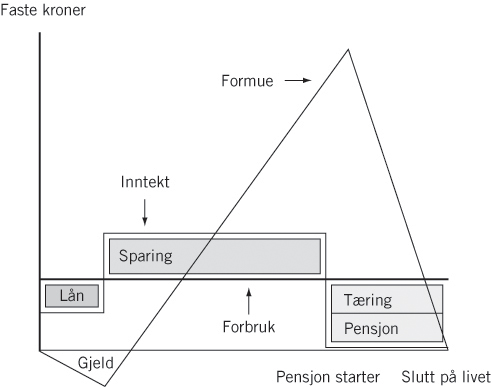 Faste kroner
Formue
Inntekt
Sparing
Lån
Tæring
Forbruk
Pensjon
Gjeld
Pensjon starter
Slutt på livet